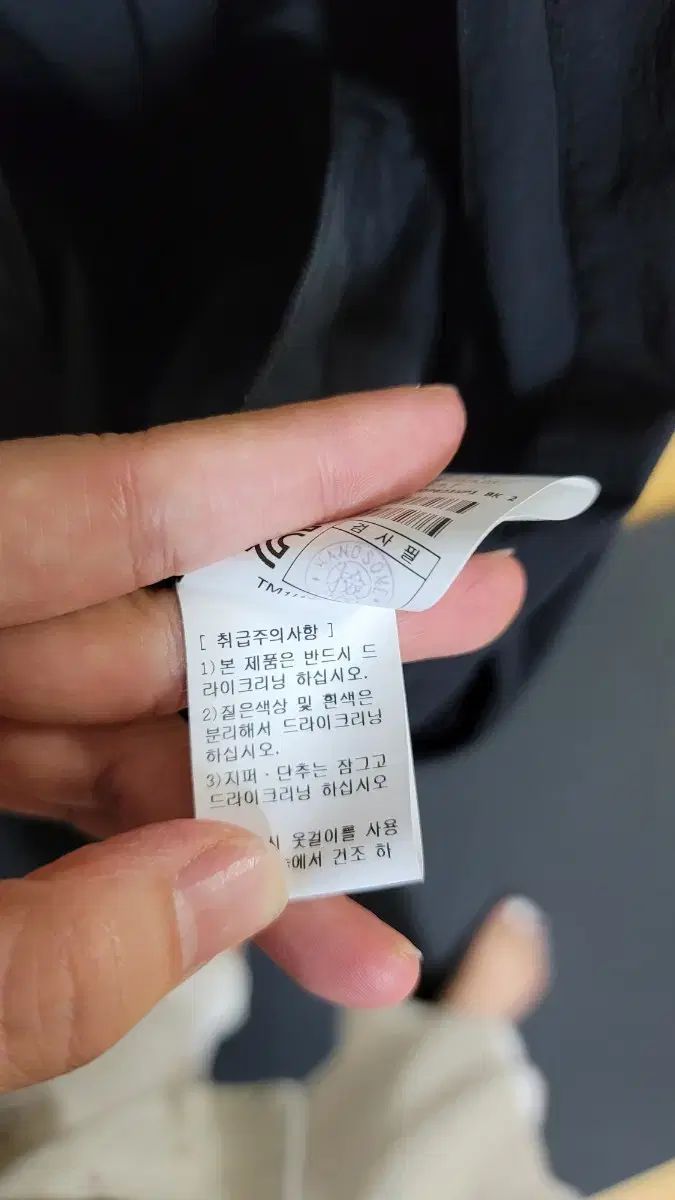 BK 2
검사필
HANDSOME
TM1
[ 취급주의사항 ]
1)본 제품은 반드시 드
라이크리닝 하십시오.
2)짙은색상 및 흰색은
분리해서 드라이크리닝
하십시오.
3)지퍼·단추는 잠그고
드라이크리닝 하십시오
시 옷걸이를 사용
에서 건조 하